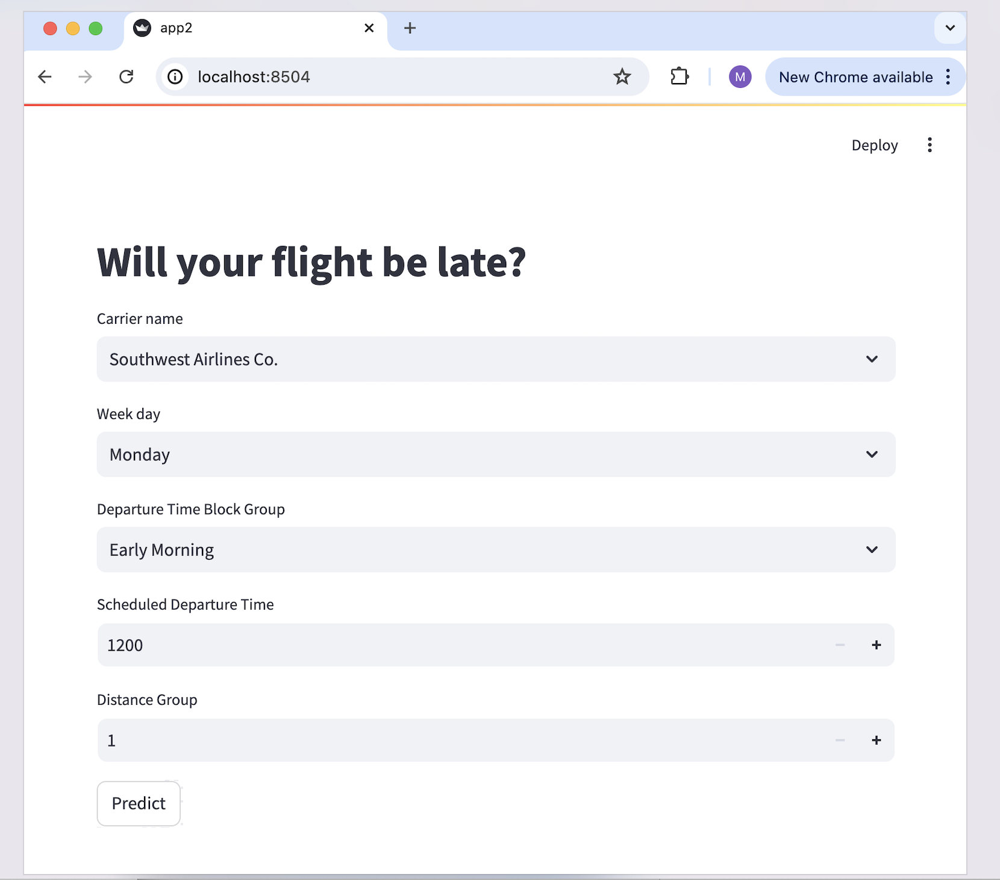 app2
localhost:8504
M
New Chrome available
Deploy
Will your flight be late?
Carrier name
Southwest Airlines Co.
Week day
Monday
Departure Time Block Group
Early Morning
Scheduled Departure Time
1200
Distance Group
1
Predict